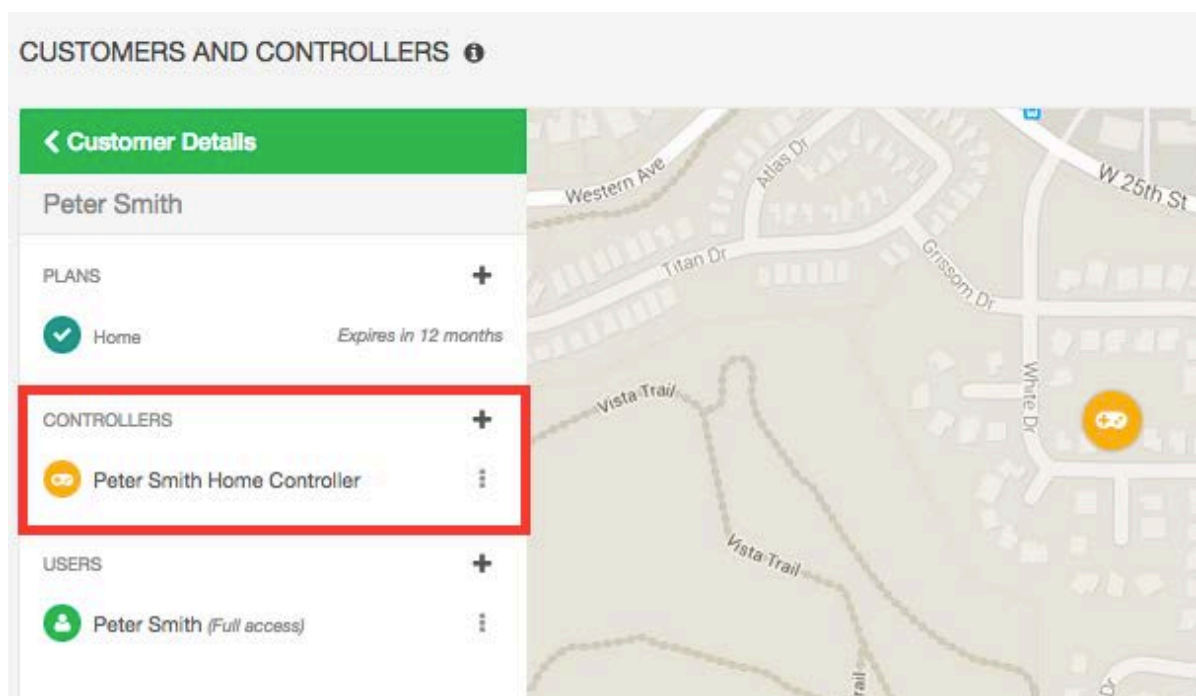 CUSTOMERS AND CONTROLLERS
Customer Details
Peter Smith
PLANS
Home Expires in 12 months
CONTROLLERS
Peter Smith Home Controller
USERS
Peter Smith (Full access)
Western Ave
Atlas Dr
W 25th St
Titan Dr
Grissom Dr
Vista Trail
White Dr
Vista Trail